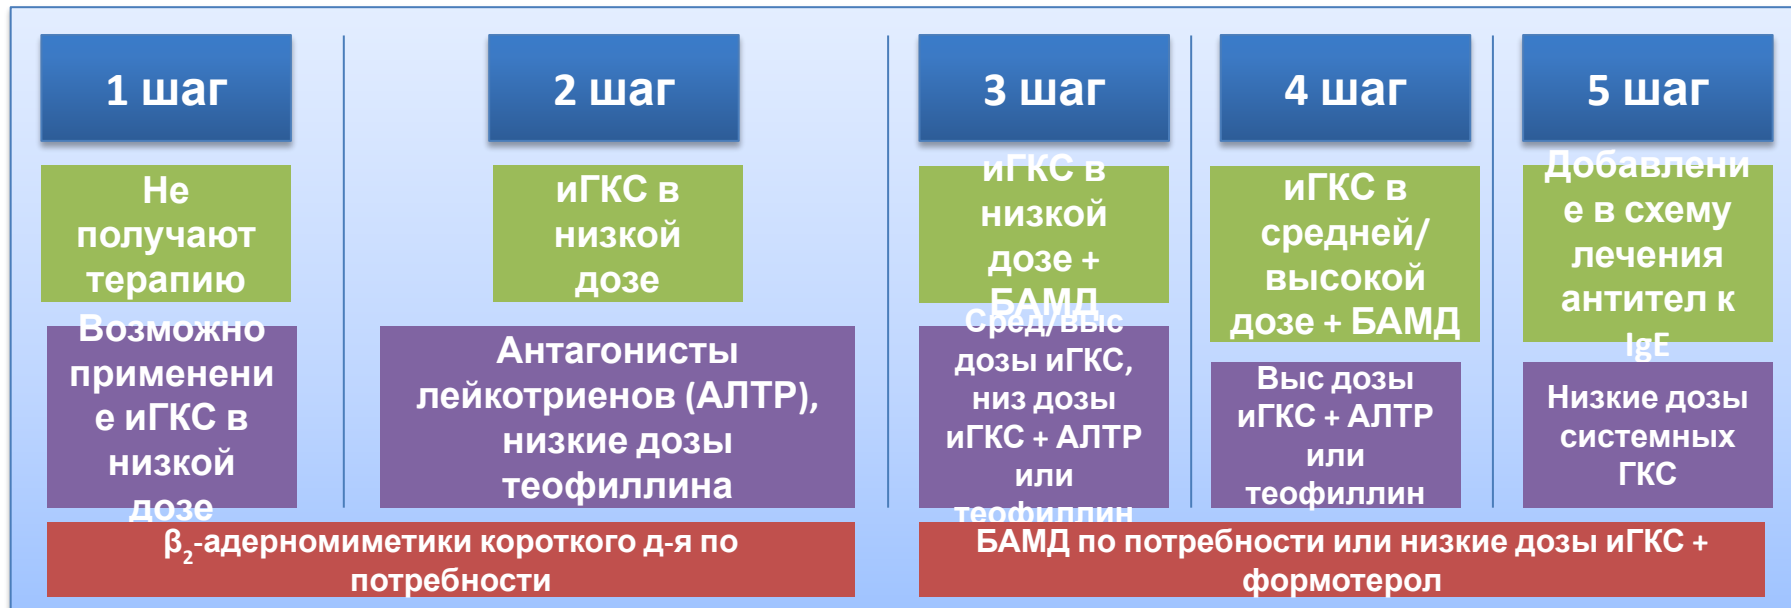 1 шаг
2 шаг
3 шаг
4 шаг
5 шаг
Не
получают
терапию
иГКС в
низкой
дозе
иГКС в
низкой
дозе +
БАМД
иГКС в
средней/
высокой
дозе + БАМД
Добавлени
е в схему
лечения
антител к
IgE
Возможно
применени
е иГКС в
низкой
дозе
Антагонисты
лейкотриенов (АЛТР),
низкие дозы
теофиллина
Сред/выс
дозы иГКС,
низ дозы
иГКС + АЛТР
или
теофиллин
Выс дозы
иГКС + АЛТР
или
теофиллин
Низкие дозы
системных
ГКС
β₂-адерномиметики короткого д-я по
потребности
БАМД по потребности или низкие дозы иГКС +
формотерол